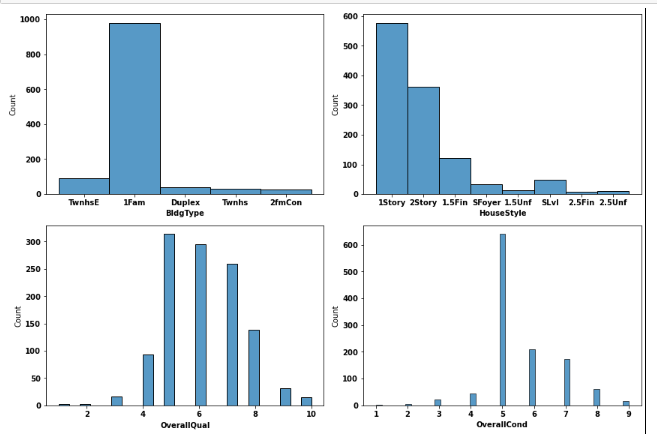 1000
800
600
400
200
0
Count
TwnhsE 1Fam Duplex Twnhs 2fmCon
BldgType
600
500
400
300
200
100
0
Count
1Story 2Story 1.5Fin SFoyer 1.5Unf SLvl 2.5Fin 2.5Unf
HouseStyle
300
250
200
150
100
50
0
Count
2 4 6 8 10
OverallQual
600
500
400
300
200
100
0
Count
1 2 3 4 5 6 7 8 9
OverallCond